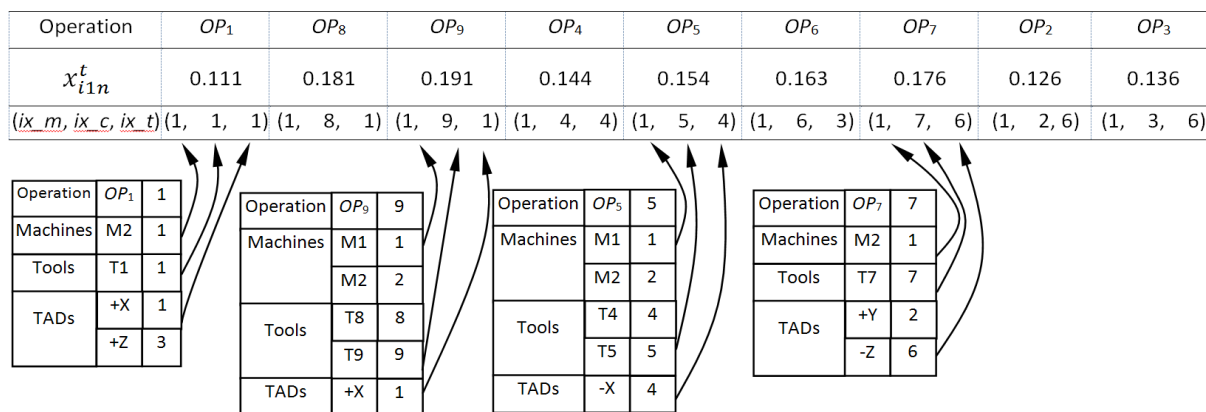 Operation OP1 OP8 OP9 OP4 OP5 OP6 OP7 OP2 OP3
x^t_{i1n} 0.111 0.181 0.191 0.144 0.154 0.163 0.176 0.126 0.136
(ix_m, ix_c, ix_t) (1, 1, 1) (1, 8, 1) (1, 9, 1) (1, 4, 4) (1, 5, 4) (1, 6, 3) (1, 7, 6) (1, 2, 6) (1, 3, 6)
Operation OP1 1
Machines M2 1
Tools T1 1
TADs +X 1
+Z 3
Operation OP9 9
Machines M1 1
M2 2
Tools T8 8
T9 9
TADs +X 1
Operation OP5 5
Machines M1 1
M2 2
Tools T4 4
T5 5
TADs -X 4
Operation OP7 7
Machines M2 1
Tools T7 7
TADs +Y 2
-Z 6